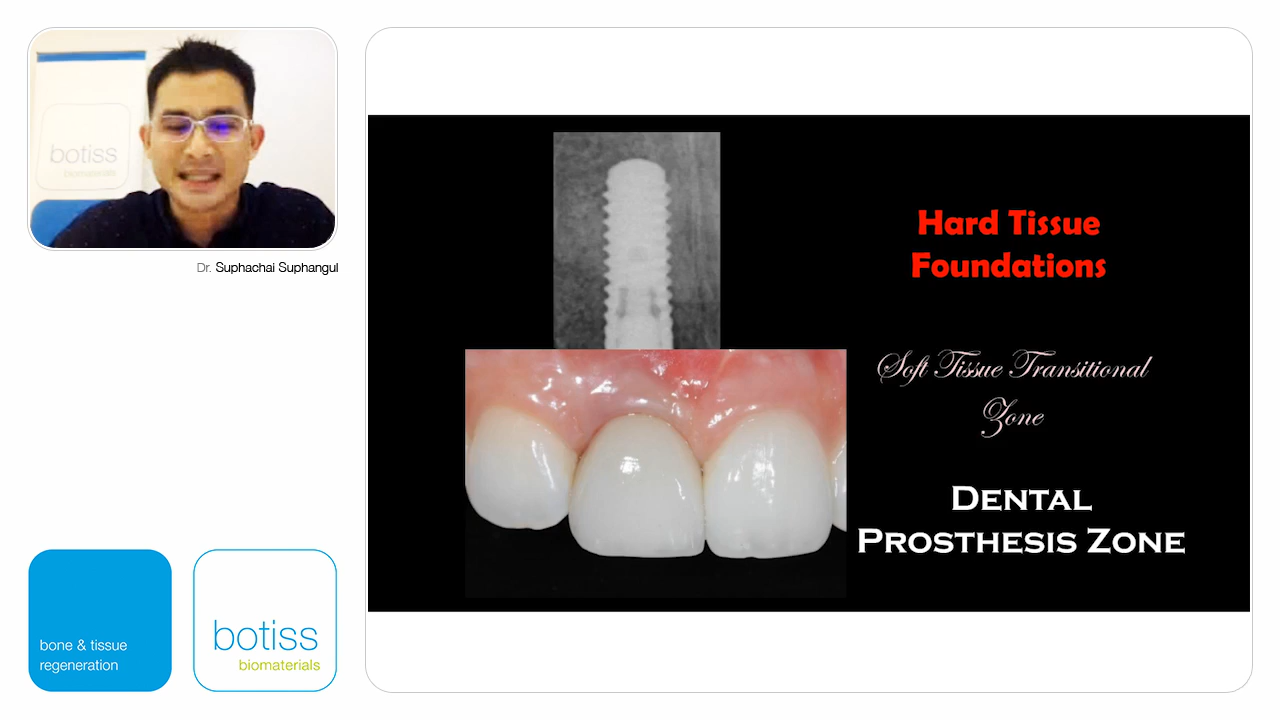 botiss
biomaterials
Dr. Suphachai Suphangul
Hard Tissue
Foundations
Soft Tissue Transitional
Zone
DENTAL
PROSTHESIS ZONE
bone & tissue
regeneration
botiss
biomaterials